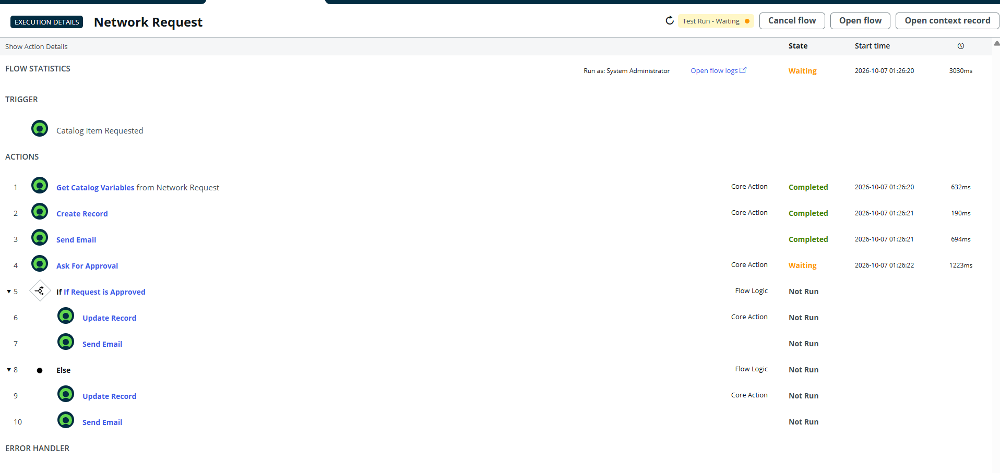 EXECUTION DETAILS Network Request Test Run - Waiting Cancel flow Open flow Open context record
Show Action Details State Start time
FLOW STATISTICS Run as: System Administrator Open flow logs Waiting 2026-10-07 01:26:20 3030ms
TRIGGER
Catalog Item Requested
ACTIONS
1 Get Catalog Variables from Network Request Core Action Completed 2026-10-07 01:26:20 632ms
2 Create Record Core Action Completed 2026-10-07 01:26:21 190ms
3 Send Email Completed 2026-10-07 01:26:21 694ms
4 Ask For Approval Core Action Waiting 2026-10-07 01:26:22 1223ms
5 If If Request is Approved Flow Logic Not Run
6 Update Record Core Action Not Run
7 Send Email Not Run
8 Else Flow Logic Not Run
9 Update Record Core Action Not Run
10 Send Email Not Run
ERROR HANDLER